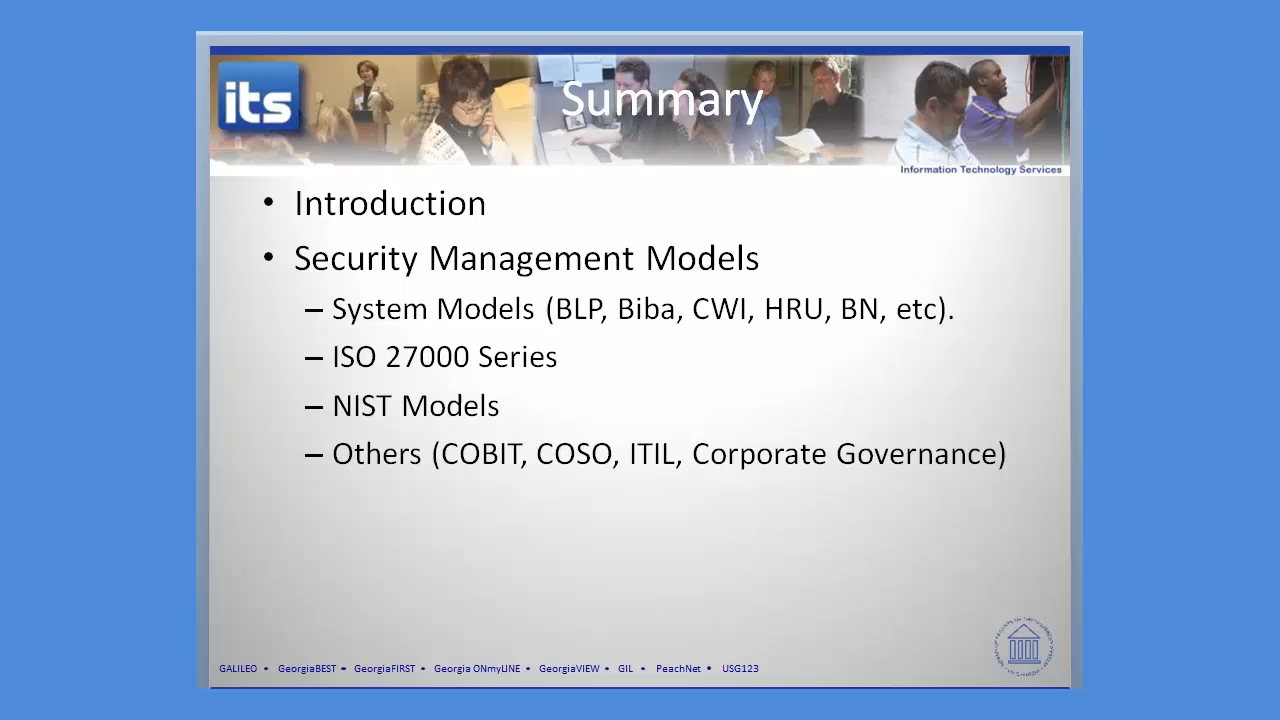 its
Summary
Information Technology Services
• Introduction
• Security Management Models
– System Models (BLP, Biba, CWI, HRU, BN, etc).
– ISO 27000 Series
– NIST Models
– Others (COBIT, COSO, ITIL, Corporate Governance)
GALILEO • GeorgiaBEST • GeorgiaFIRST • Georgia ONmyLINE • GeorgiaVIEW • GIL • PeachNet • USG123